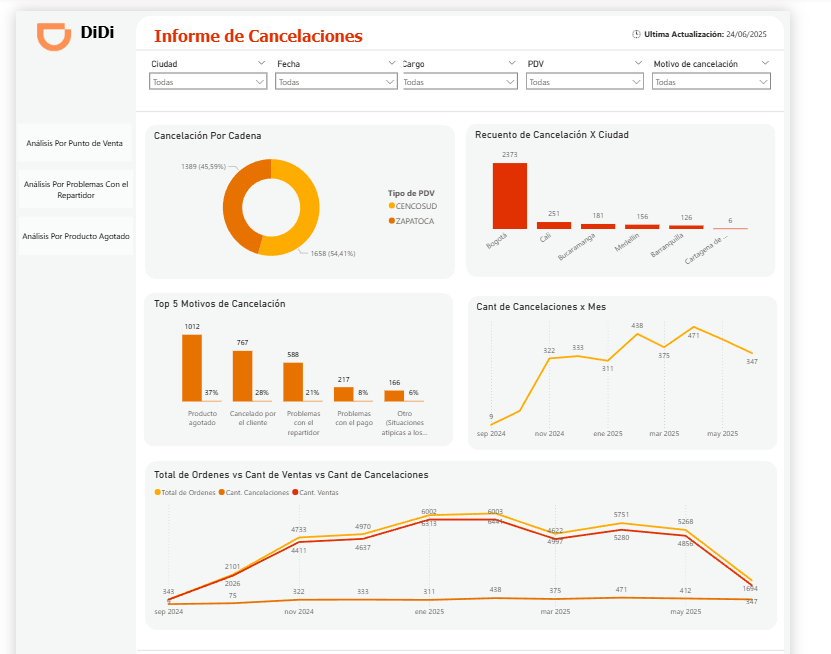 DiDi
Informe de Cancelaciones
Ultima Actualización: 24/06/2025
Ciudad
Fecha
Cargo
PDV
Motivo de cancelación
Todas
Todas
Todas
Todas
Todas
Análisis Por Punto de Venta
Análisis Por Problemas Con el
Repartidor
Análisis Por Producto Agotado
Cancelación Por Cadena
1389 (45,59%)
1658 (54,41%)
Tipo de PDV
CENCOSUD
ZAPATOCA
Recuento de Cancelación X Ciudad
2373
251
181
156
126
6
Bogotá
Cali
Bucaramanga
Medellín
Barranquilla
Cartagena de ...
Top 5 Motivos de Cancelación
1012
767
588
217
166
37%
28%
21%
8%
6%
Producto
agotado
Cancelado por
el cliente
Problemas
con el
repartidor
Problemas
con el pago
Otro
(Situaciones
atípicas a los...
Cant de Cancelaciones x Mes
9
322
333
311
438
375
471
347
sep 2024
nov 2024
ene 2025
mar 2025
may 2025
Total de Ordenes vs Cant de Ventas vs Cant de Cancelaciones
Total de Ordenes
Cant. Cancelaciones
Cant. Ventas
343
2101
4733
4970
6002
6003
4622
5751
5268
2026
4411
4637
6313
6441
4997
5280
4856
1694
75
322
333
311
438
375
471
412
347
sep 2024
nov 2024
ene 2025
mar 2025
may 2025